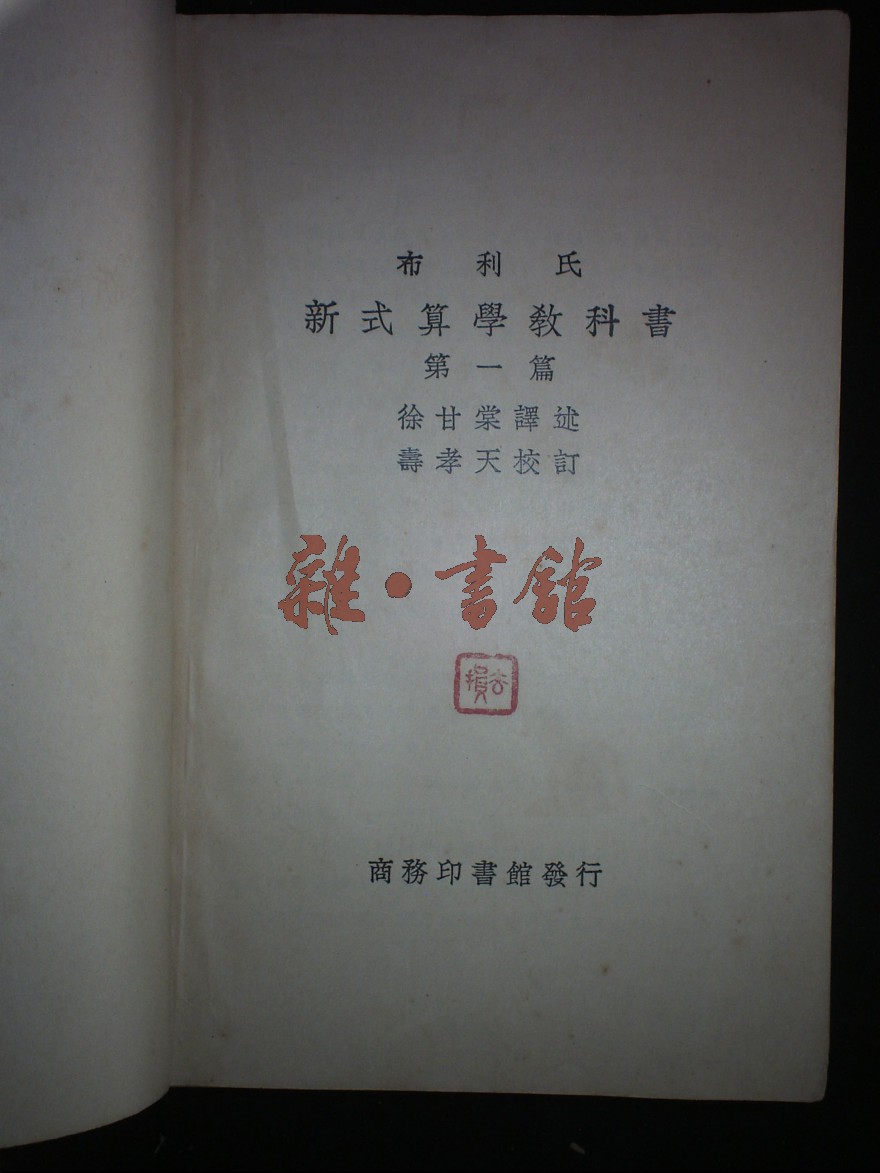 布利氏
新式算學教科書
第一篇
徐甘棠譯述
壽孝天校訂
雜·書館
商務印書館發行